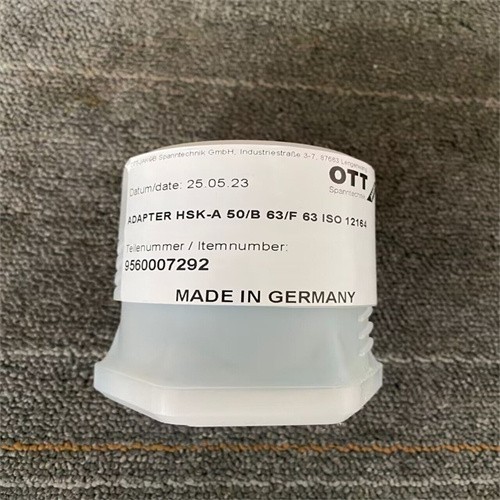 Spanntechnik GmbH, Industriestraße 3-7, 87663 Lengenwang
OTT
Spanntechnik
Datum/date: 25.05.23
ADAPTER HSK-A 50/B 63/F 63 ISO 12164
Teilenummer / Itemnumber:
9560007292
MADE IN GERMANY